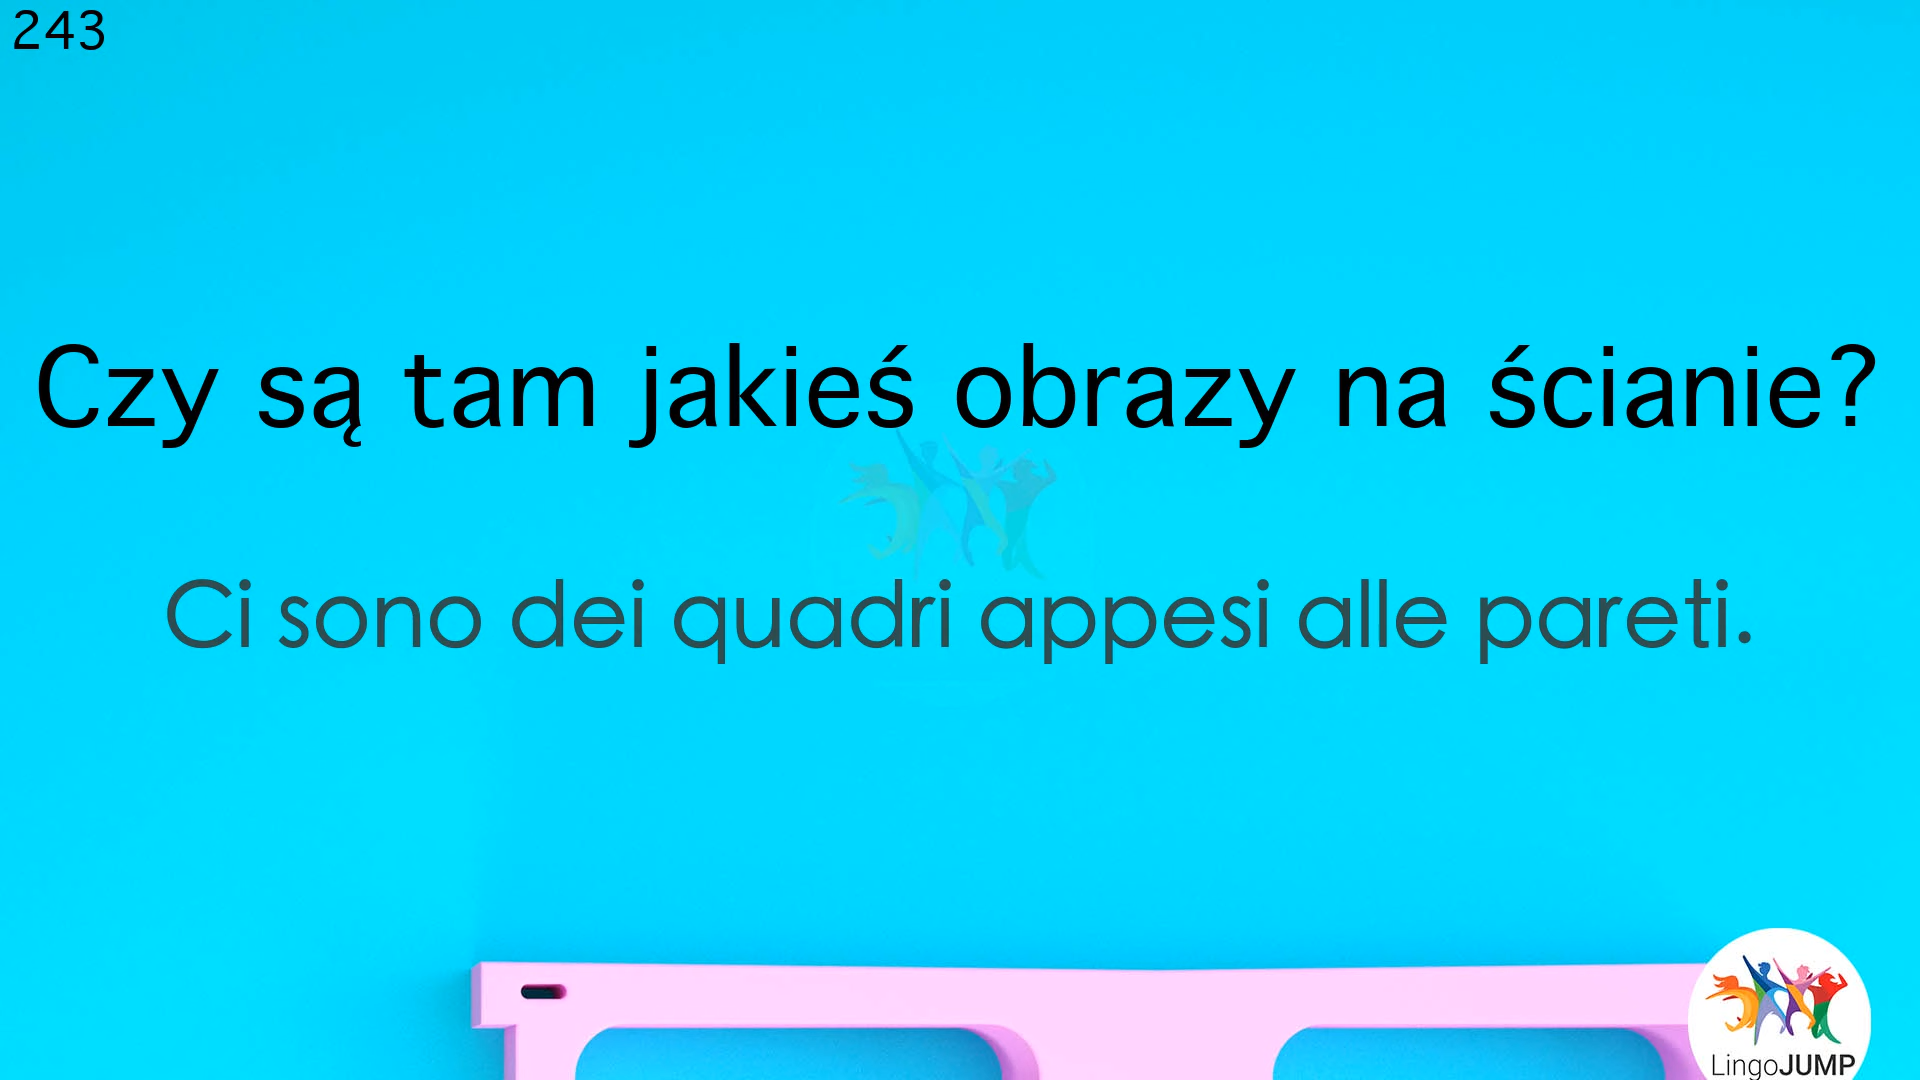 243
Czy są tam jakieś obrazy na ścianie?
Ci sono dei quadri appesi alle pareti.
LingoJUMP